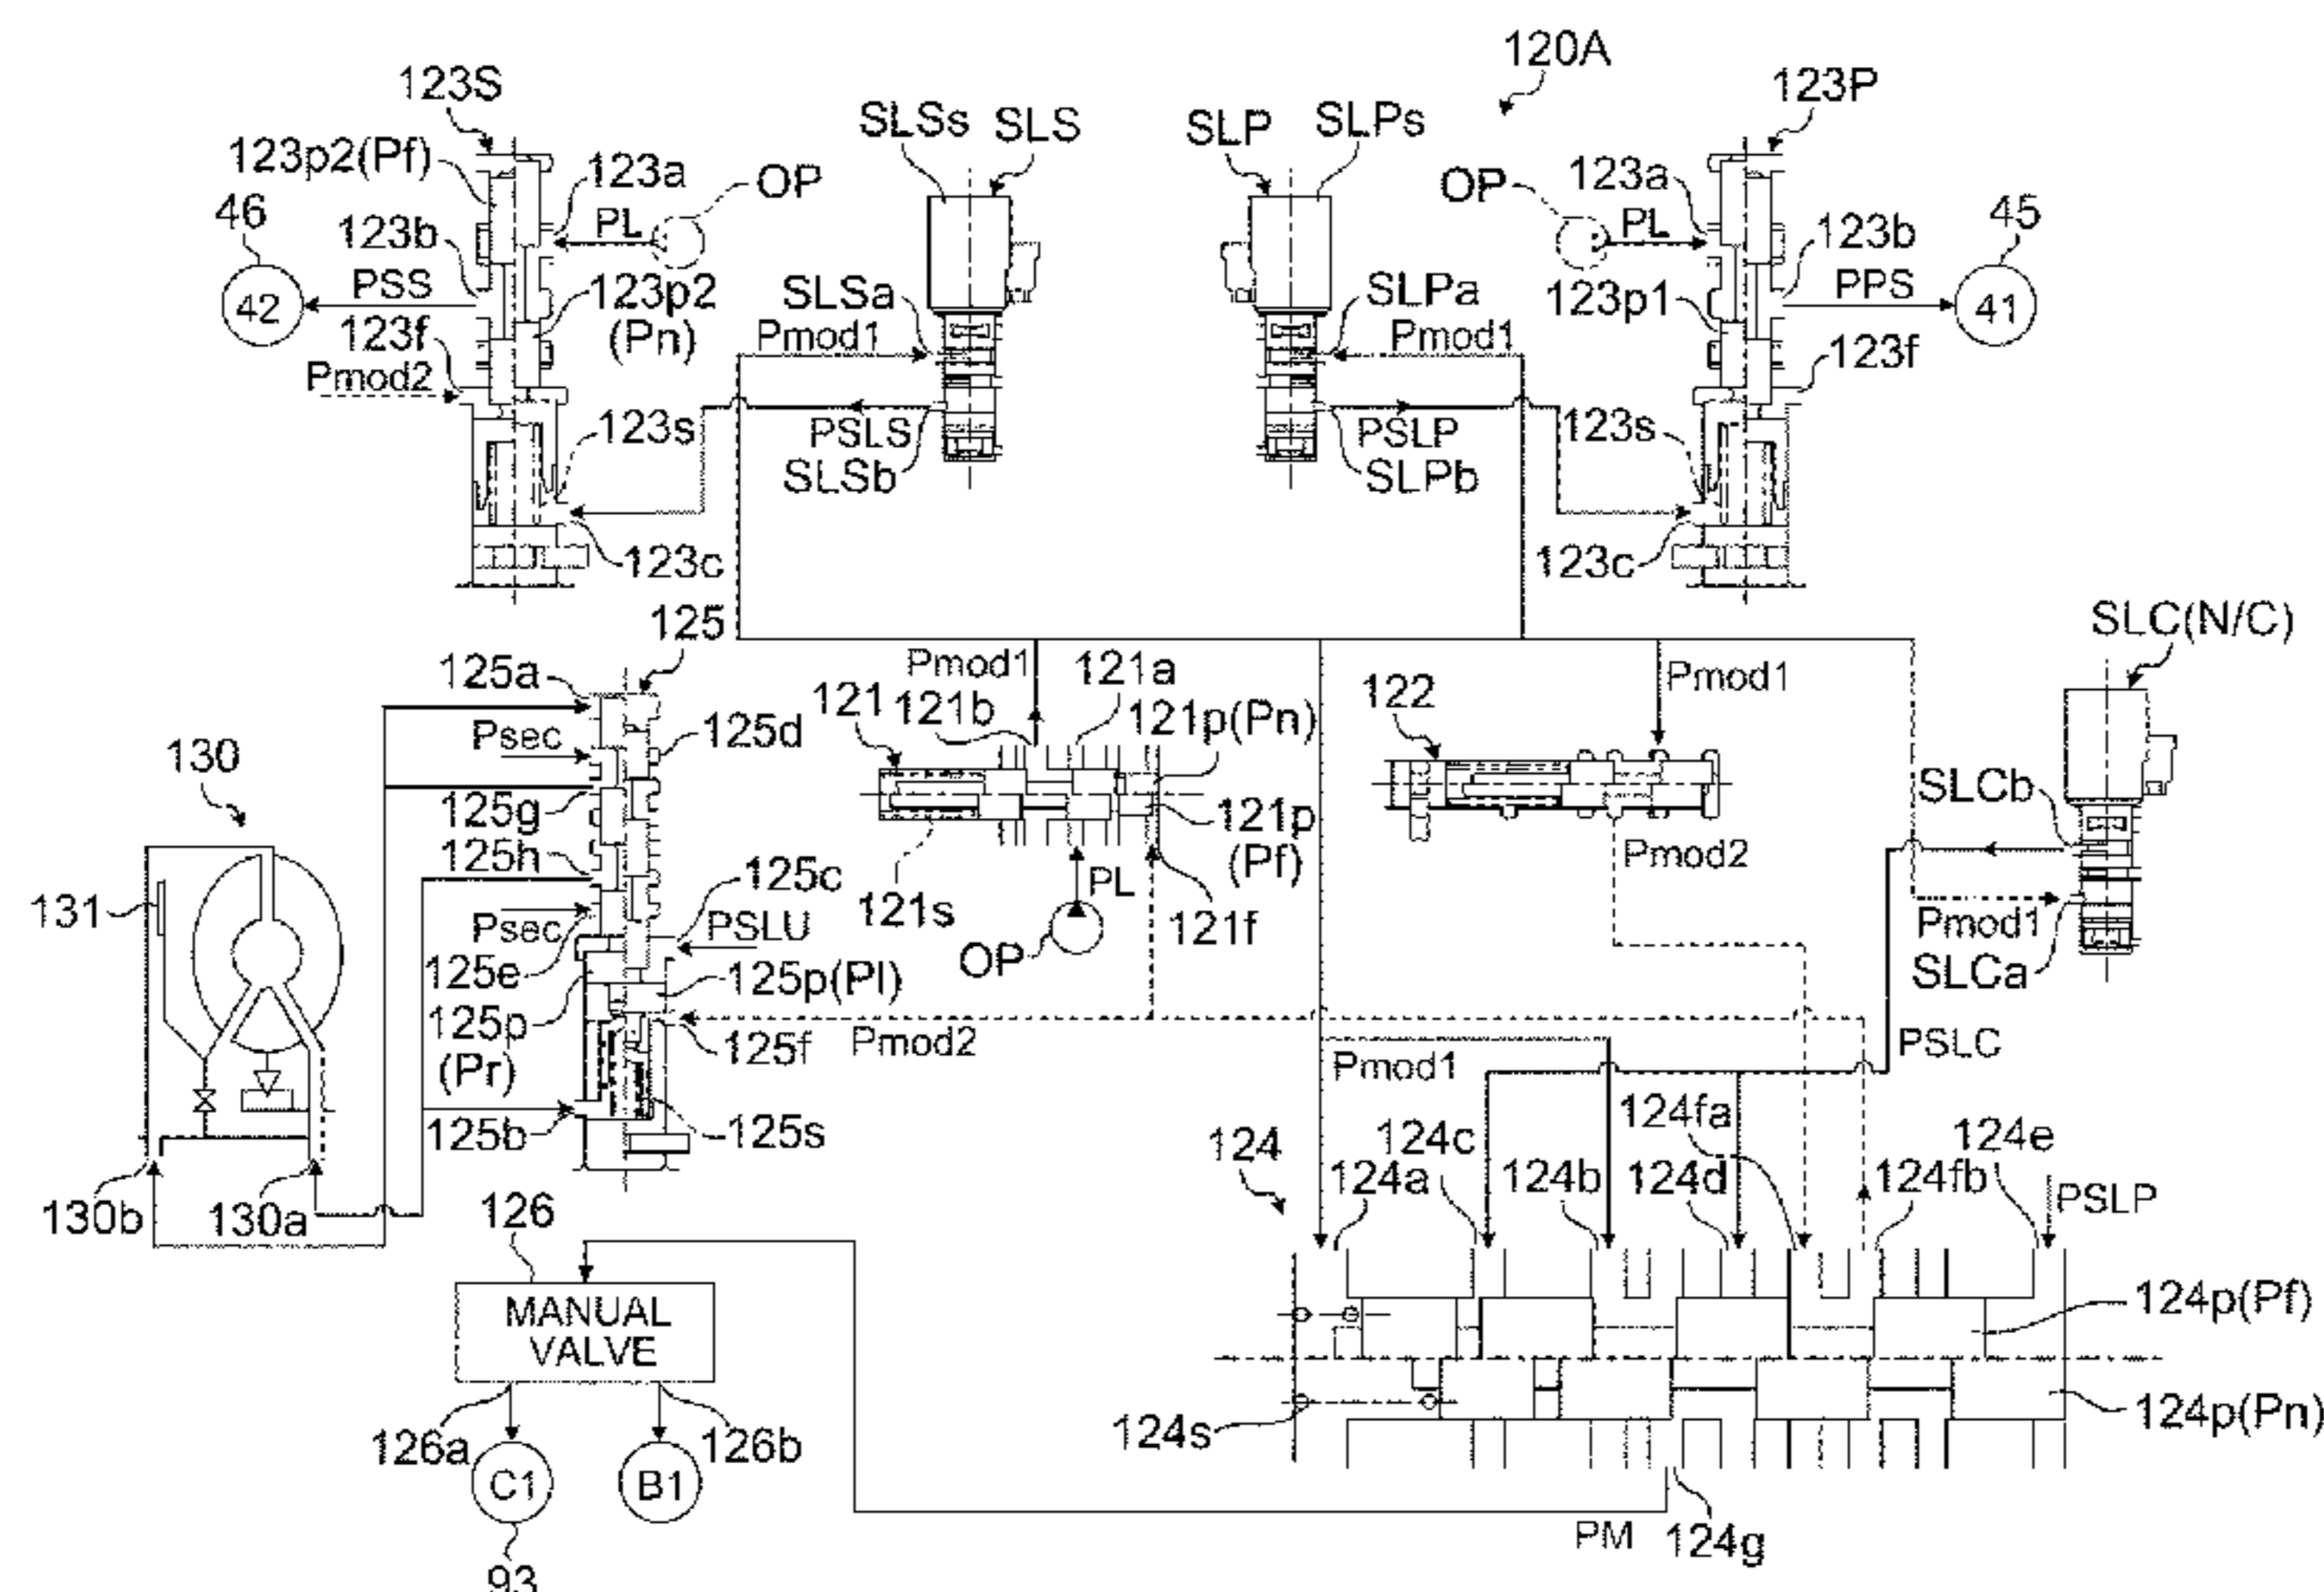 120A
123S
SLSs
SLS
SLP
SLPs
123P
123p2(Pf)
123a
OP
OP
123a
46
123b
PL
PL
45
123b
42
PSS
123p2
(Pn)
SLSa
SLPa
123p1
PPS
41
123f
Pmod1
Pmod1
123f
Pmod2
123s
PSLS
PSLP
123s
SLSb
SLPb
123c
123c
125
SLC(N/C)
125a
Pmod1
121a
Pmod1
121
121b
122
121p(Pn)
Psec
125d
130
SLCb
125g
121p
(Pf)
125h
Pmod2
125c
PL
131
121s
121f
Psec
PSLU
Pmod1
125e
OP
SLCa
125p(Pl)
125p
(Pr)
125f
Pmod2
PSLC
Pmod1
124fa
125b
125s
124
124c
124e
124a
124b
124d
124fb
130b
130a
126
PSLP
MANUAL
VALVE
124p(Pf)
124p(Pn)
126a
126b
124s
C1
B1
PM
124g
93